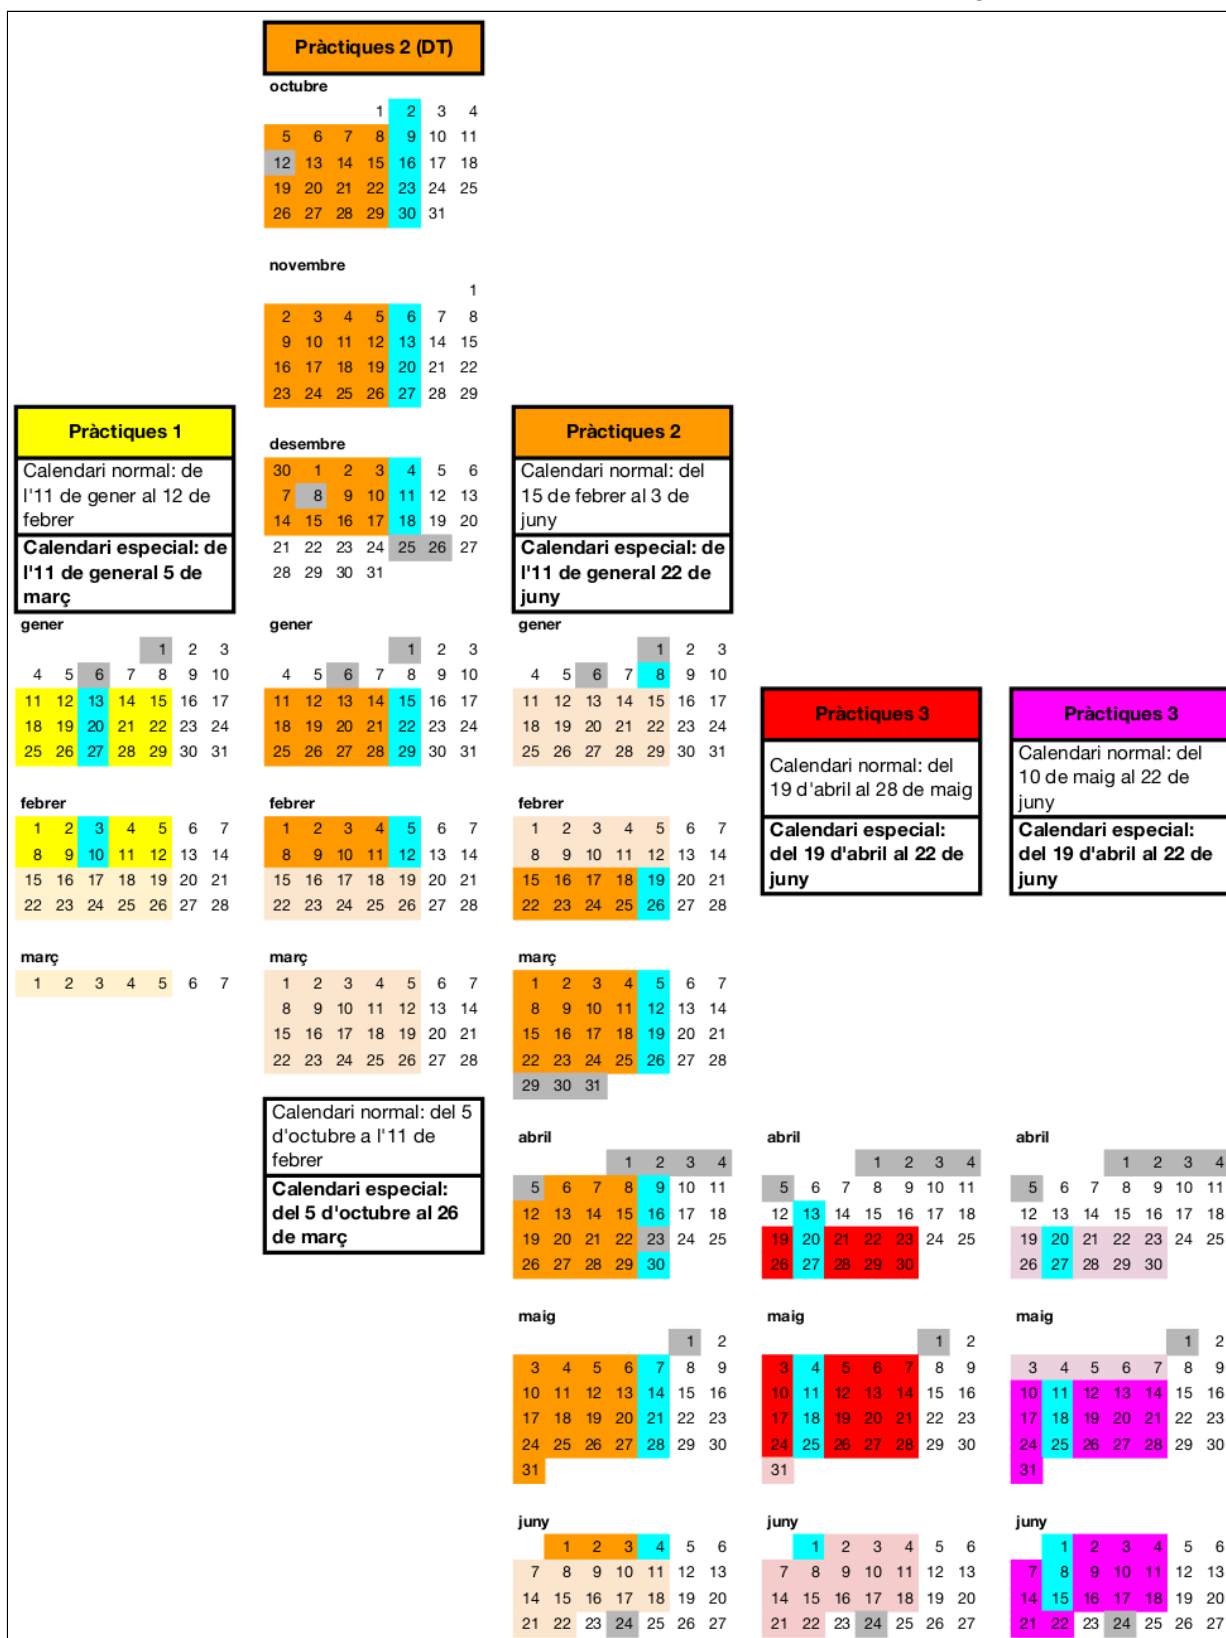 Pràctiques 2 (DT)
octubre
1 2 3 4
5 6 7 8 9 10 11
12 13 14 15 16 17 18
19 20 21 22 23 24 25
26 27 28 29 30 31
novembre
1
2 3 4 5 6 7 8
9 10 11 12 13 14 15
16 17 18 19 20 21 22
23 24 25 26 27 28 29
desembre
30 1 2 3 4 5 6
7 8 9 10 11 12 13
14 15 16 17 18 19 20
21 22 23 24 25 26 27
28 29 30 31
gener
1 2 3
4 5 6 7 8 9 10
11 12 13 14 15 16 17
18 19 20 21 22 23 24
25 26 27 28 29 30 31
febrer
1 2 3 4 5 6 7
8 9 10 11 12 13 14
15 16 17 18 19 20 21
22 23 24 25 26 27 28
març
1 2 3 4 5 6 7
8 9 10 11 12 13 14
15 16 17 18 19 20 21
22 23 24 25 26 27 28
Calendari normal: del 5
d'octubre a l'11 de
febrer
Calendari especial:
del 5 d'octubre al 26
de març
Pràctiques 1
Calendari normal: de
l'11 de gener al 12 de
febrer
Calendari especial: de
l'11 de general 5 de
març
gener
1 2 3
4 5 6 7 8 9 10
11 12 13 14 15 16 17
18 19 20 21 22 23 24
25 26 27 28 29 30 31
febrer
1 2 3 4 5 6 7
8 9 10 11 12 13 14
15 16 17 18 19 20 21
22 23 24 25 26 27 28
març
1 2 3 4 5 6 7
Pràctiques 2
Calendari normal: del
15 de febrer al 3 de
juny
Calendari especial: de
l'11 de general 22 de
juny
gener
1 2 3
4 5 6 7 8 9 10
11 12 13 14 15 16 17
18 19 20 21 22 23 24
25 26 27 28 29 30 31
febrer
1 2 3 4 5 6 7
8 9 10 11 12 13 14
15 16 17 18 19 20 21
22 23 24 25 26 27 28
març
1 2 3 4 5 6 7
8 9 10 11 12 13 14
15 16 17 18 19 20 21
22 23 24 25 26 27 28
29 30 31
abril
1 2 3 4
5 6 7 8 9 10 11
12 13 14 15 16 17 18
19 20 21 22 23 24 25
26 27 28 29 30
maig
1 2
3 4 5 6 7 8 9
10 11 12 13 14 15 16
17 18 19 20 21 22 23
24 25 26 27 28 29 30
31
juny
1 2 3 4 5 6
7 8 9 10 11 12 13
14 15 16 17 18 19 20
21 22 23 24 25 26 27
Pràctiques 3
Calendari normal: del
19 d'abril al 28 de maig
Calendari especial:
del 19 d'abril al 22 de
juny
abril
1 2 3 4
5 6 7 8 9 10 11
12 13 14 15 16 17 18
19 20 21 22 23 24 25
26 27 28 29 30
maig
1 2
3 4 5 6 7 8 9
10 11 12 13 14 15 16
17 18 19 20 21 22 23
24 25 26 27 28 29 30
31
juny
1 2 3 4 5 6
7 8 9 10 11 12 13
14 15 16 17 18 19 20
21 22 23 24 25 26 27
Pràctiques 3
Calendari normal: del
10 de maig al 22 de
juny
Calendari especial:
del 19 d'abril al 22 de
juny
abril
1 2 3 4
5 6 7 8 9 10 11
12 13 14 15 16 17 18
19 20 21 22 23 24 25
26 27 28 29 30
maig
1 2
3 4 5 6 7 8 9
10 11 12 13 14 15 16
17 18 19 20 21 22 23
24 25 26 27 28 29 30
31
juny
1 2 3 4 5 6
7 8 9 10 11 12 13
14 15 16 17 18 19 20
21 22 23 24 25 26 27